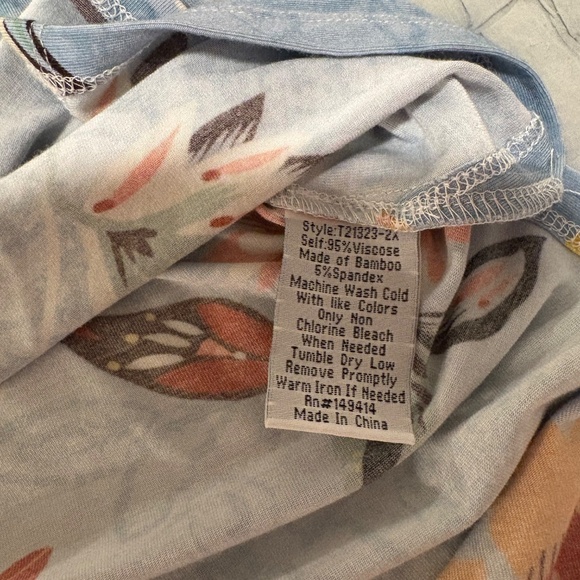 Style:T21323-2X
Self:95%Viscose
Made of Bamboo
5%Spandex
Machine Wash Cold
With like Colors
Only Non
Chlorine Bleach
When Needed
Tumble Dry Low
Remove Promptly
Warm Iron If Needed
Rn#149414
Made In China